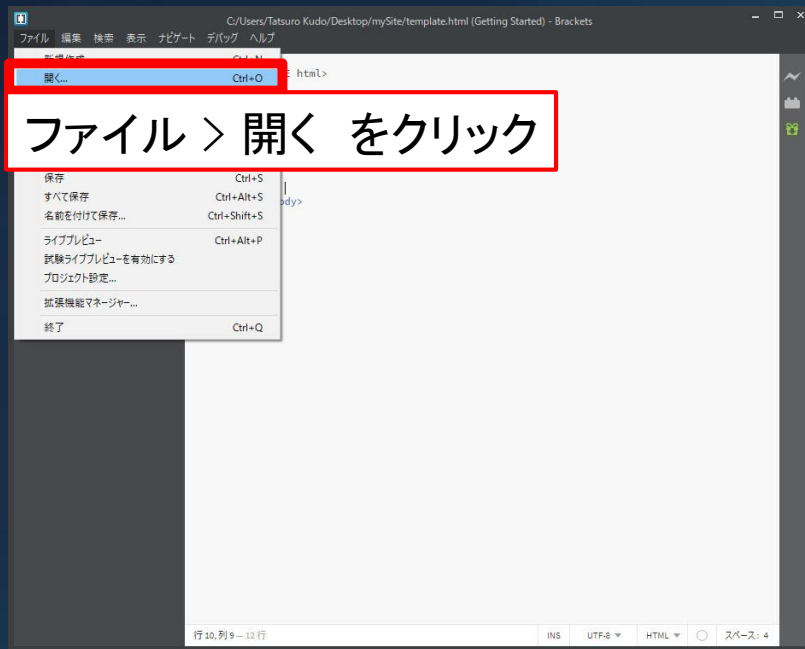 C:/Users/Tatsuro Kudo/Desktop/mySite/template.html (Getting Started) - Brackets
ファイル 編集 検索 表示 ナビゲート デバッグ ヘルプ
開く... Ctrl+O
html>
ファイル > 開く をクリック
保存 Ctrl+S
すべて保存 Ctrl+Alt+S
ody>
名前を付けて保存... Ctrl+Shift+S
ライブプレビュー Ctrl+Alt+P
試験ライブプレビューを有効にする
プロジェクト設定...
拡張機能マネージャー...
終了 Ctrl+Q
行 10, 列 9 — 12 行 INS UTF-8 HTML スペース: 4